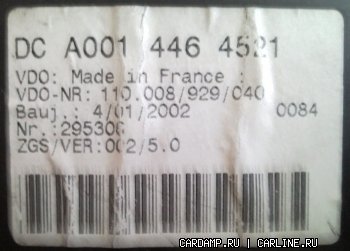 DC A001 446 4521
VDO: Made in France :
VDO-NR: 110.008/929/040
Bauj.: 4/01/2002 0084
Nr.:295308
ZGS/VER:002/5.0
CARDAMP.RU | CARLINE.RU